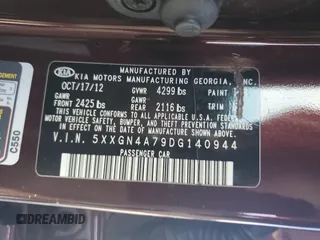 MANUFACTURED BY
KIA KIA MOTORS MANUFACTURING GEORGIA, INC.
OCT/17/12 GVWR 4299 lbs PAINT
GAWR GAWR
FRONT 2425 lbs REAR 2116 lbs TRIM
THIS VEHICLE CONFORMS TO ALL APPLICABLE U.S.A. FEDERAL
MOTOR VEHICLE SAFETY, BUMPER, AND THEFT PREVENTION
STANDARDS IN EFFECT ON THE DATE OF MANUFACTURE SHOWN ABOVE.
V.I.N. 5XXGN4A79DG140944
PASSENGER CAR
C550
DREAMBID